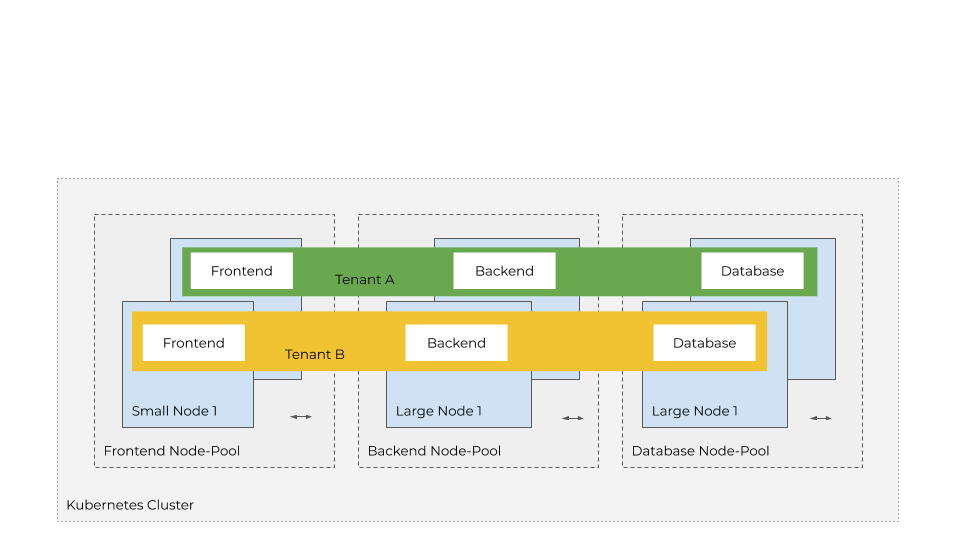 Frontend
Tenant A
Backend
Database
Frontend
Tenant B
Backend
Database
Small Node 1
Large Node 1
Large Node 1
Frontend Node-Pool
Backend Node-Pool
Database Node-Pool
Kubernetes Cluster